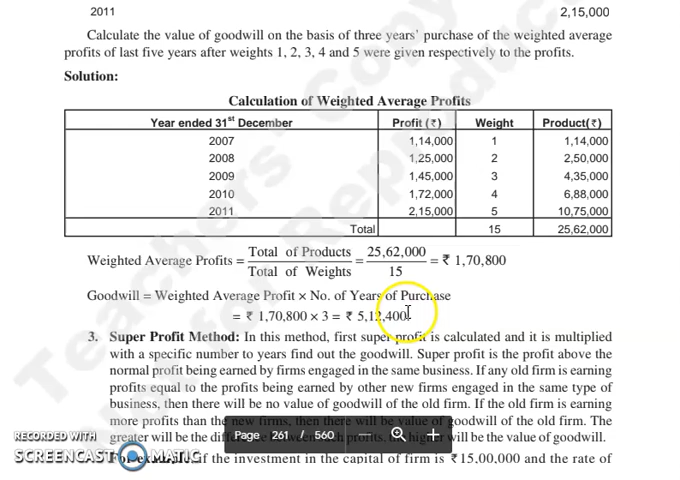 2011 2,15,000
Calculate the value of goodwill on the basis of three years' purchase of the weighted average
profits of last five years after weights 1, 2, 3, 4 and 5 were given respectively to the profits.
Solution:
Calculation of Weighted Average Profits
Year ended 31st December Profit (₹) Weight Product(₹)
2007 1,14,000 1 1,14,000
2008 1,25,000 2 2,50,000
2009 1,45,000 3 4,35,000
2010 1,72,000 4 6,88,000
2011 2,15,000 5 10,75,000
Total 15 25,62,000
Weighted Average Profits = Total of Products / Total of Weights = 25,62,000 / 15 = ₹ 1,70,800
Goodwill = Weighted Average Profit × No. of Years of Purchase
= ₹ 1,70,800 × 3 = ₹ 5,12,400.
3. Super Profit Method: In this method, first super profit is calculated and it is multiplied
with a specific number to years find out the goodwill. Super profit is the profit above the
normal profit being earned by firms engaged in the same business. If any old firm is earning
profits equal to the profits being earned by other new firms engaged in the same type of
business, then there will be no value of goodwill of the old firm. If the old firm is earning
more profits than the new firms, then there will be value of goodwill of the old firm. The
greater will be the will be the value of goodwill.
if the investment in the capital of firm is ₹15,00,000 and the rate of
Page 261 / 560
RECORDED WITH
SCREENCAST MATIC
Teachers' Copy